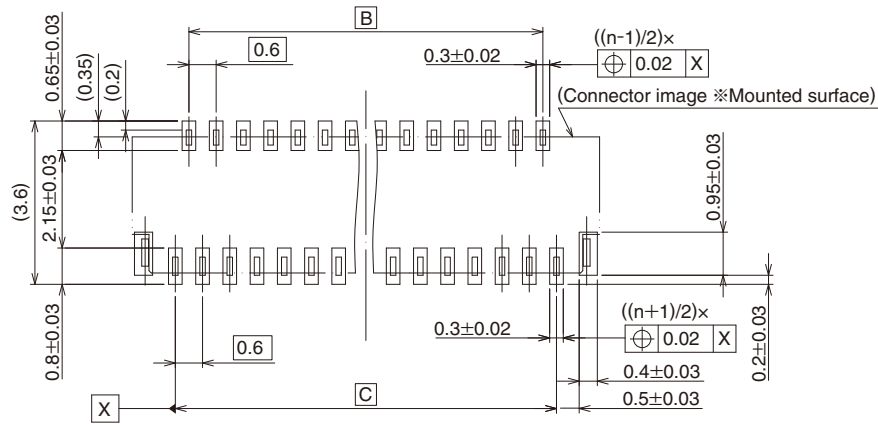 B
0.6
0.3±0.02
((n-1)/2)×
0.02 X
(Connector image ※Mounted surface)
0.65±0.03
(0.35)
(0.2)
(3.6)
2.15±0.03
0.8±0.03
0.95±0.03
0.2±0.03
0.6
0.3±0.02
((n+1)/2)×
0.02 X
0.4±0.03
0.5±0.03
X
C